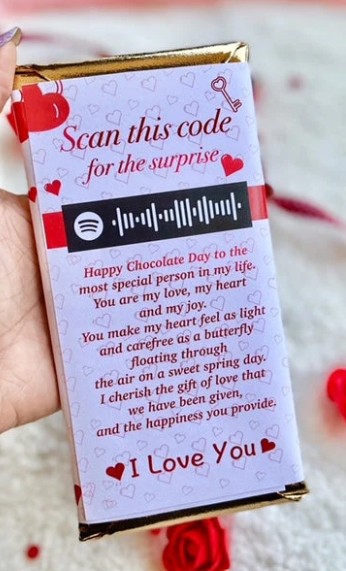 Scan this code
for the surprise
Happy Chocolate Day to the
most special person in my life.
You are my love, my heart
and my joy.
You make my heart feel as light
and carefree as a butterfly
floating through
the air on a sweet spring day.
I cherish the gift of love that
we have been given,
and the happiness you provide.
I Love You